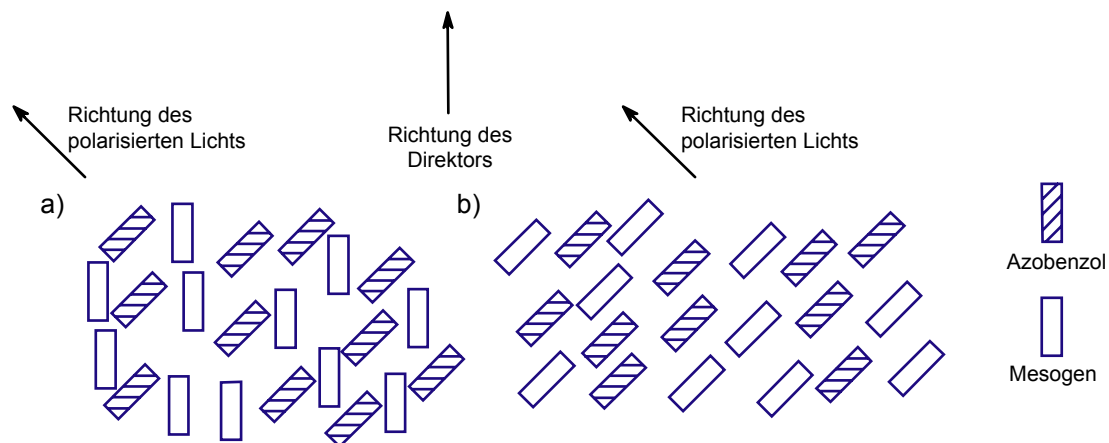 Richtung des
polarisierten Lichts
Richtung des
Direktors
Richtung des
polarisierten Lichts
a)
b)
Azobenzol
Mesogen